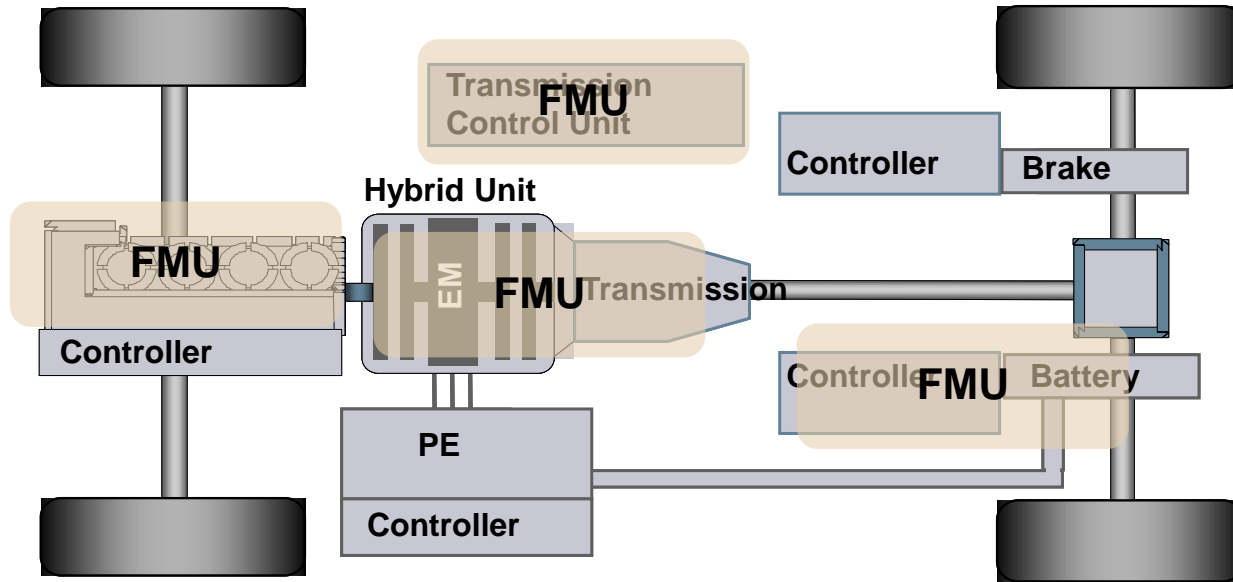 Transmission
Control Unit
FMU
Controller
Brake
Hybrid Unit
FMU
EM
FMU
Transmission
Controller
Controller
FMU
Battery
PE
Controller